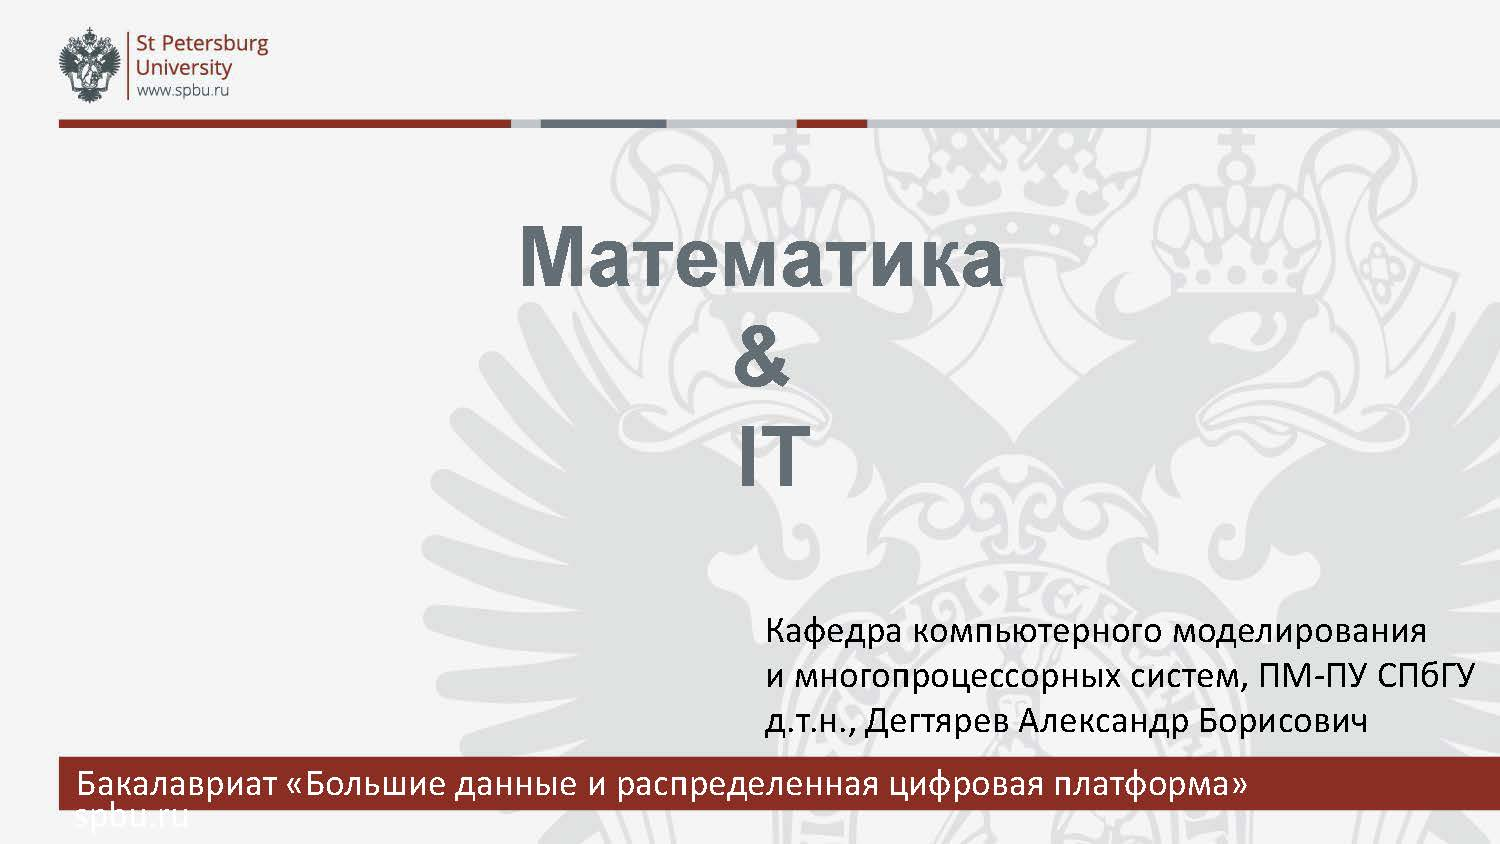 St Petersburg
University
www.spbu.ru
Математика
&
IT
Кафедра компьютерного моделирования
и многопроцессорных систем, ПМ-ПУ СПбГУ
д.т.н., Дегтярев Александр Борисович
Бакалавриат «Большие данные и распределенная цифровая платформа»
spbu.ru